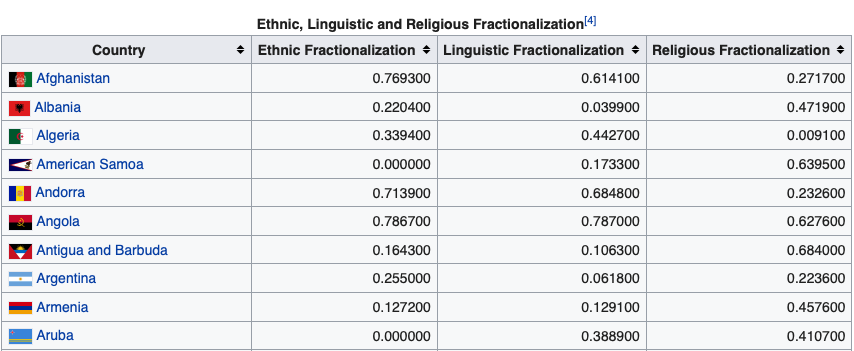 Ethnic, Linguistic and Religious Fractionalization[4]
Country Ethnic Fractionalization Linguistic Fractionalization Religious Fractionalization
Afghanistan 0.769300 0.614100 0.271700
Albania 0.220400 0.039900 0.471900
Algeria 0.339400 0.442700 0.009100
American Samoa 0.000000 0.173300 0.639500
Andorra 0.713900 0.684800 0.232600
Angola 0.786700 0.787000 0.627600
Antigua and Barbuda 0.164300 0.106300 0.684000
Argentina 0.255000 0.061800 0.223600
Armenia 0.127200 0.129100 0.457600
Aruba 0.000000 0.388900 0.410700